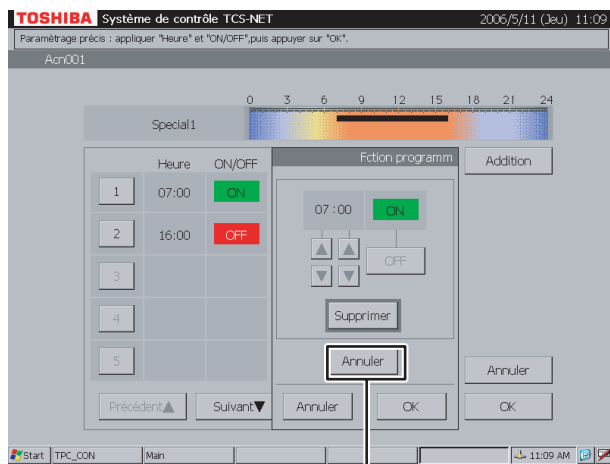 TOSHIBA Système de contrôle TCS-NET 2006/5/11 (Jeu) 11:09
Paramètrage précis : appliquer "Heure" et "ON/OFF",puis appuyer sur "OK".
Acn001
0 3 6 9 12 15 18 21 24
Special1
Heure ON/OFF
Fction programm
Addition
1 07:00 ON
2 16:00 OFF
3
4
5
07:00 ON
▲ ▲
OFF
▼ ▼
Supprimer
Annuler
Annuler
Précédent▲ Suivant▼
Annuler OK
OK
Start TPC_CON Main 11:09 AM